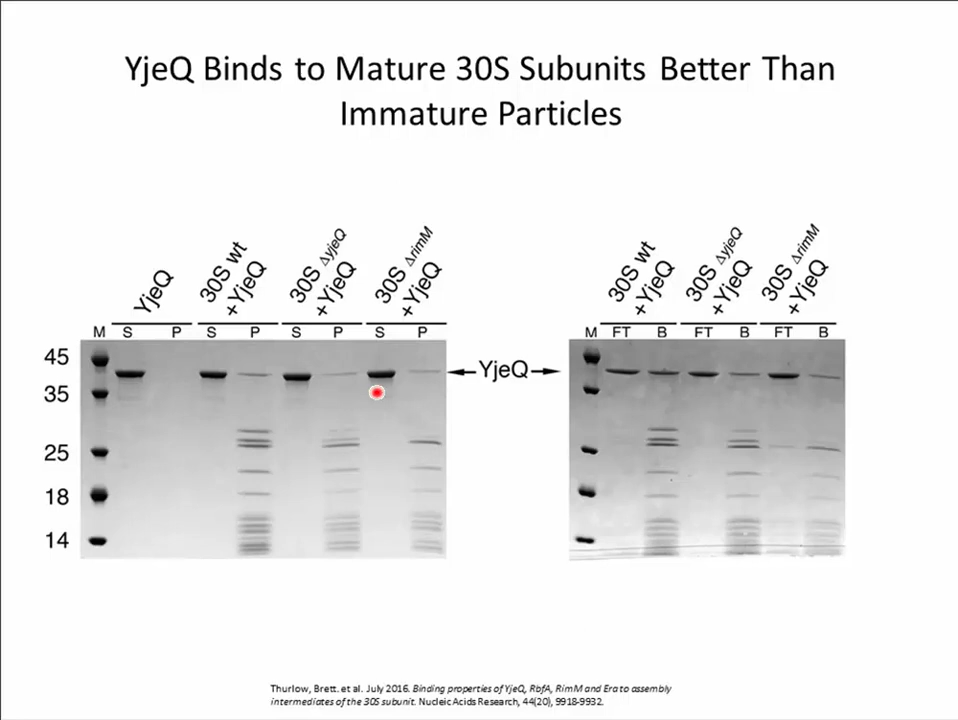 YjeQ Binds to Mature 30S Subunits Better Than
Immature Particles
YjeQ
30S wt
+YjeQ
30S ΔyjeQ
+YjeQ
30S ΔrimM
+YjeQ
M S P S P S P S P
45
35
25
18
14
YjeQ
30S wt
+YjeQ
30S ΔyjeQ
+YjeQ
30S ΔrimM
+YjeQ
M FT B FT B FT B
Thurlow, Brett. et al. July 2016. Binding properties of YjeQ, RbfA, RimM and Era to assembly
intermediates of the 30S subunit. Nucleic Acids Research, 44(20), 9918-9932.